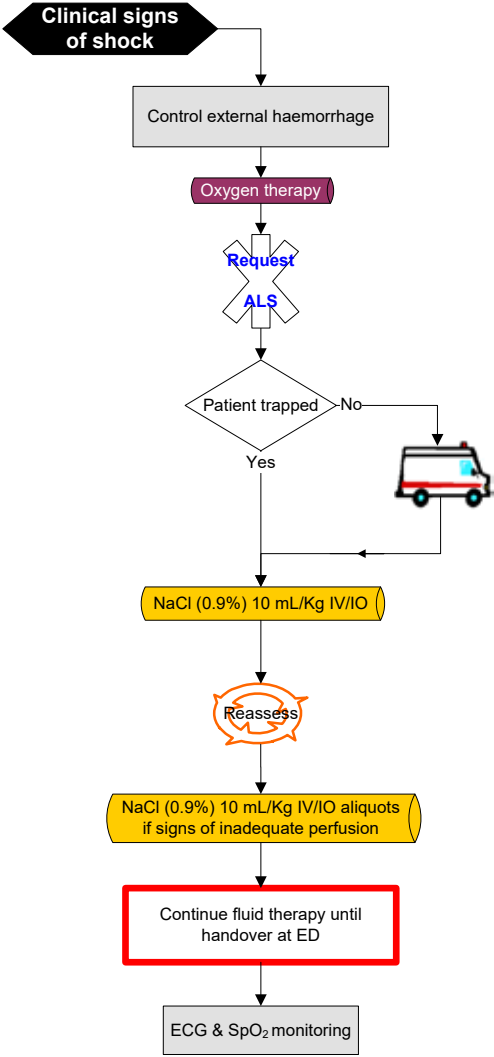 Clinical signs
of shock
Control external haemorrhage
Oxygen therapy
Request
ALS
Patient trapped
No
Yes
NaCl (0.9%) 10 mL/Kg IV/IO
Reassess
NaCl (0.9%) 10 mL/Kg IV/IO aliquots
if signs of inadequate perfusion
Continue fluid therapy until
handover at ED
ECG & SpO₂ monitoring